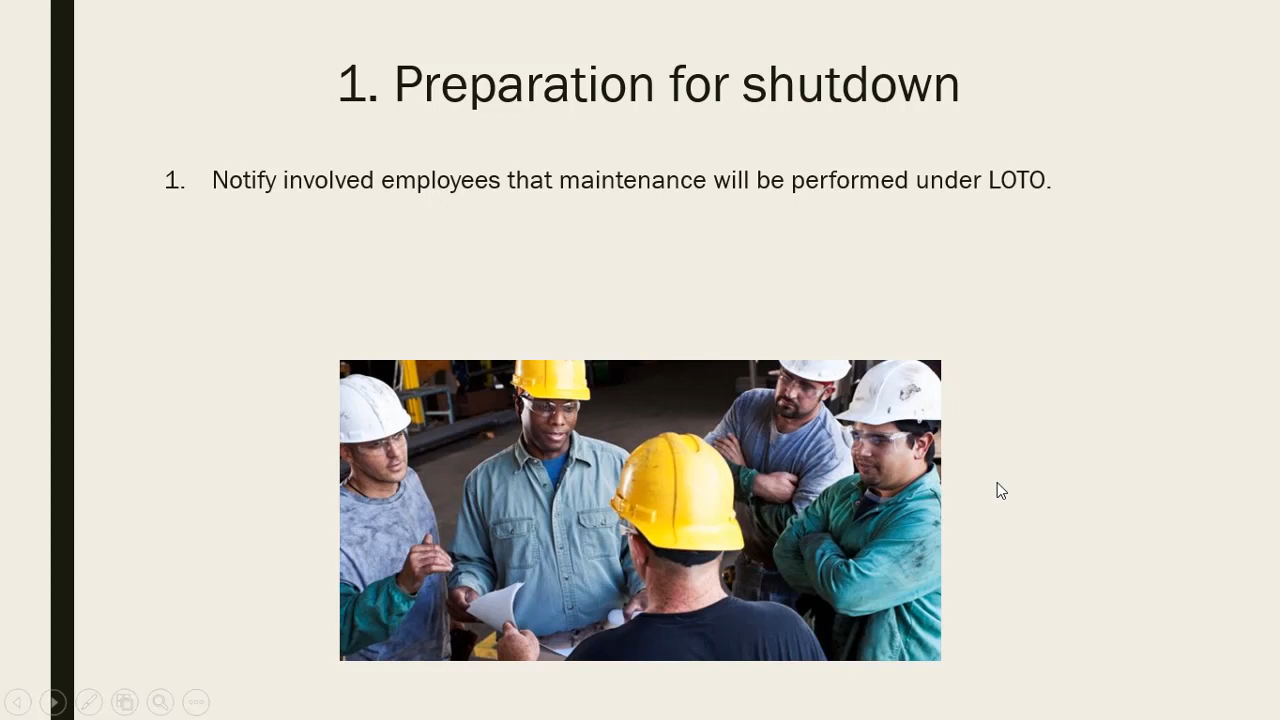 1. Preparation for shutdown
1. Notify involved employees that maintenance will be performed under LOTO.